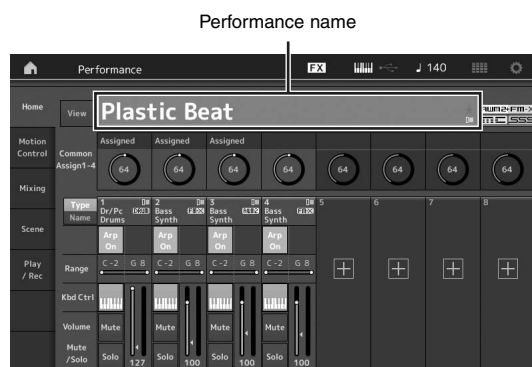 Performance name
Performance
FX
140
Home
View
Plastic Beat
Motion Control
Common Assign1-4
Assigned Assigned Assigned
64 64 64 64 64 64 64 64
Mixing
Type
Name
1 2 3 4 5 6 7 8
Dr/Pc Drums
Bass Synth
Bass Synth
Bass Synth
Scene
Arp On Arp On Arp On Arp On
Play / Rec
Range
C -2 G 8 C -2 G 8 C -2 G 8 C -2 G 8
Kbd Ctrl
Volume
Mute Mute Mute Mute
Mute /Solo
Solo Solo Solo Solo
127 100 100 100